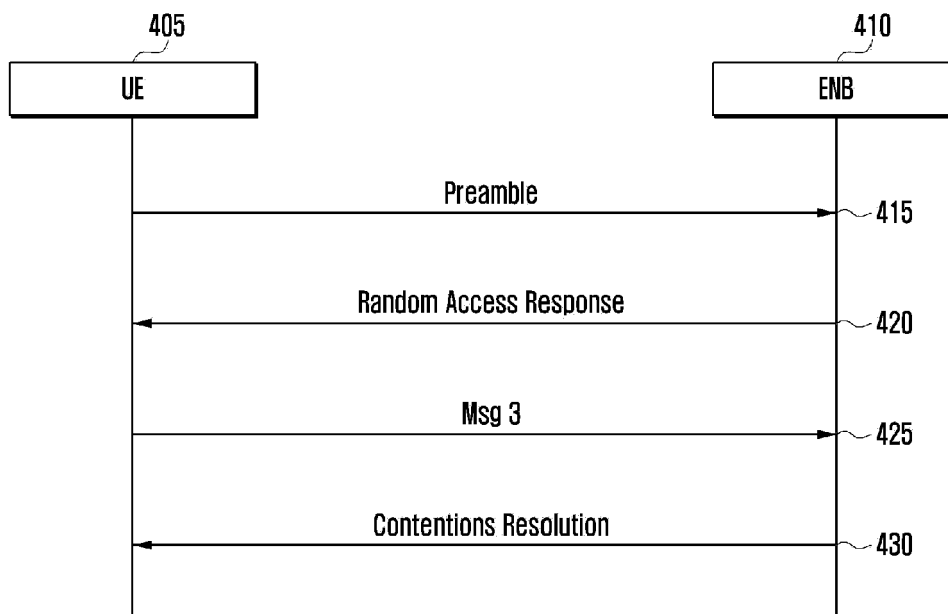 405
410
UE
ENB
Preamble
415
Random Access Response
420
Msg 3
425
Contentions Resolution
430